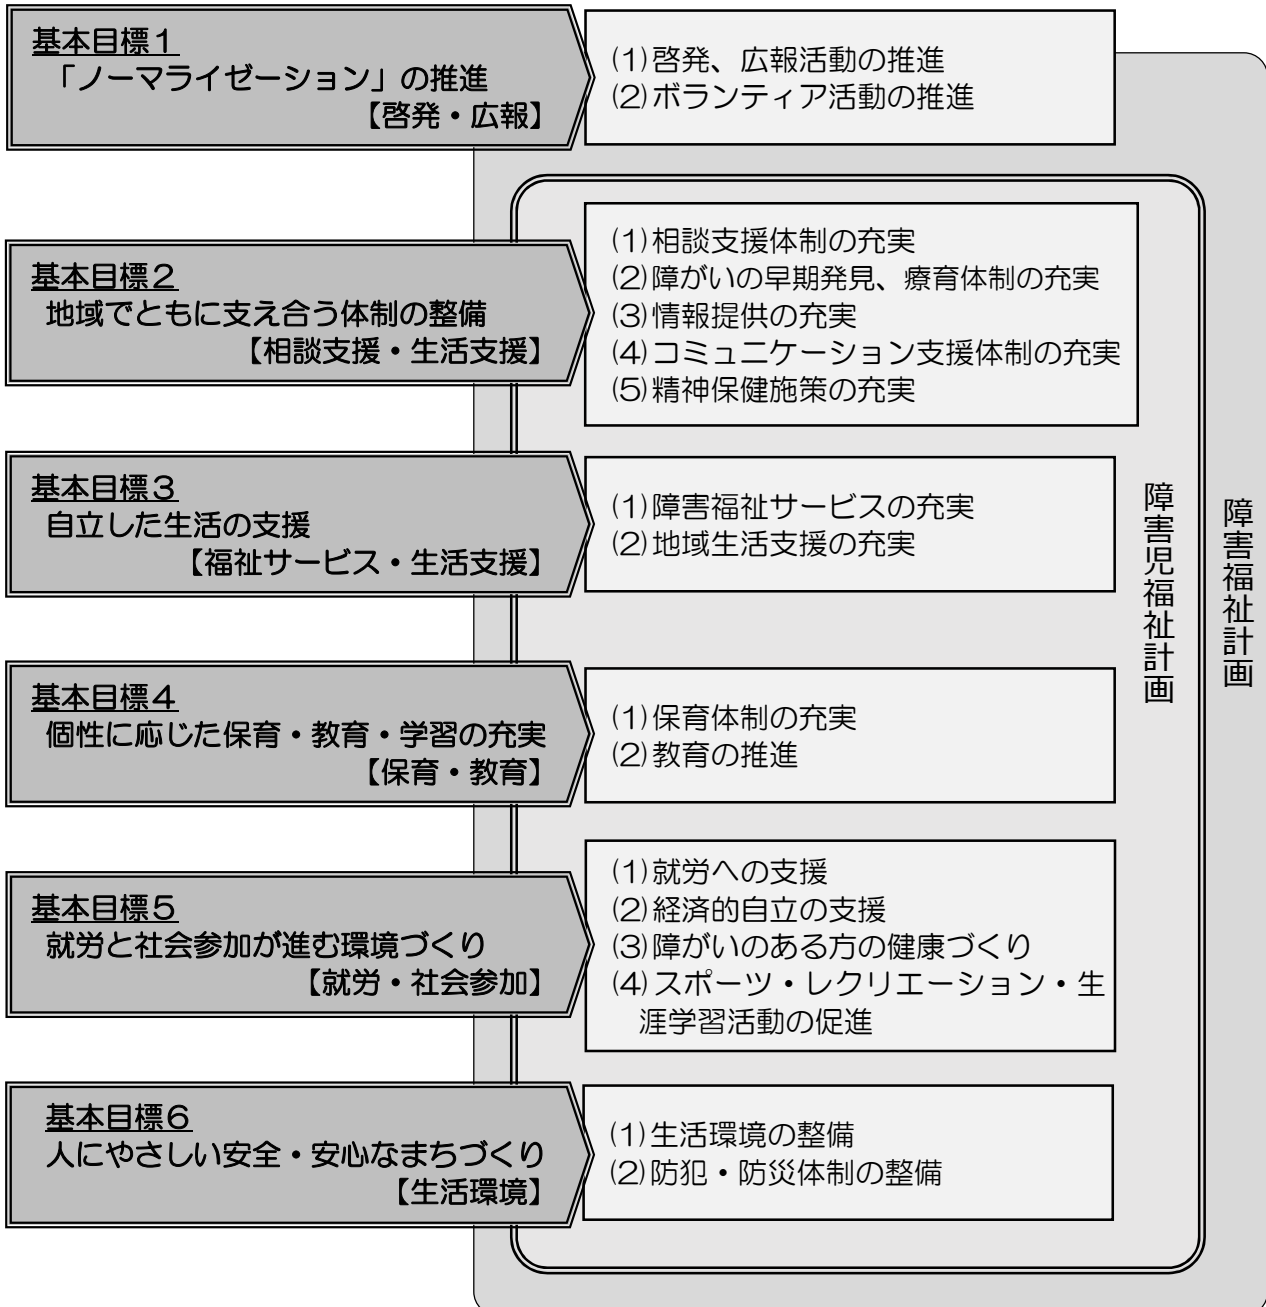 基本目標１
「ノーマライゼーション」の推進
【啓発・広報】
(1)啓発、広報活動の推進
(2)ボランティア活動の推進
基本目標２
地域でともに支え合う体制の整備
【相談支援・生活支援】
(1)相談支援体制の充実
(2)障がいの早期発見、療育体制の充実
(3)情報提供の充実
(4)コミュニケーション支援体制の充実
(5)精神保健施策の充実
基本目標３
自立した生活の支援
【福祉サービス・生活支援】
(1)障害福祉サービスの充実
(2)地域生活支援の充実
基本目標４
個性に応じた保育・教育・学習の充実
【保育・教育】
(1)保育体制の充実
(2)教育の推進
基本目標５
就労と社会参加が進む環境づくり
【就労・社会参加】
(1)就労への支援
(2)経済的自立の支援
(3)障がいのある方の健康づくり
(4)スポーツ・レクリエーション・生
涯学習活動の促進
基本目標６
人にやさしい安全・安心なまちづくり
【生活環境】
(1)生活環境の整備
(2)防犯・防災体制の整備
障害児福祉計画
障害福祉計画